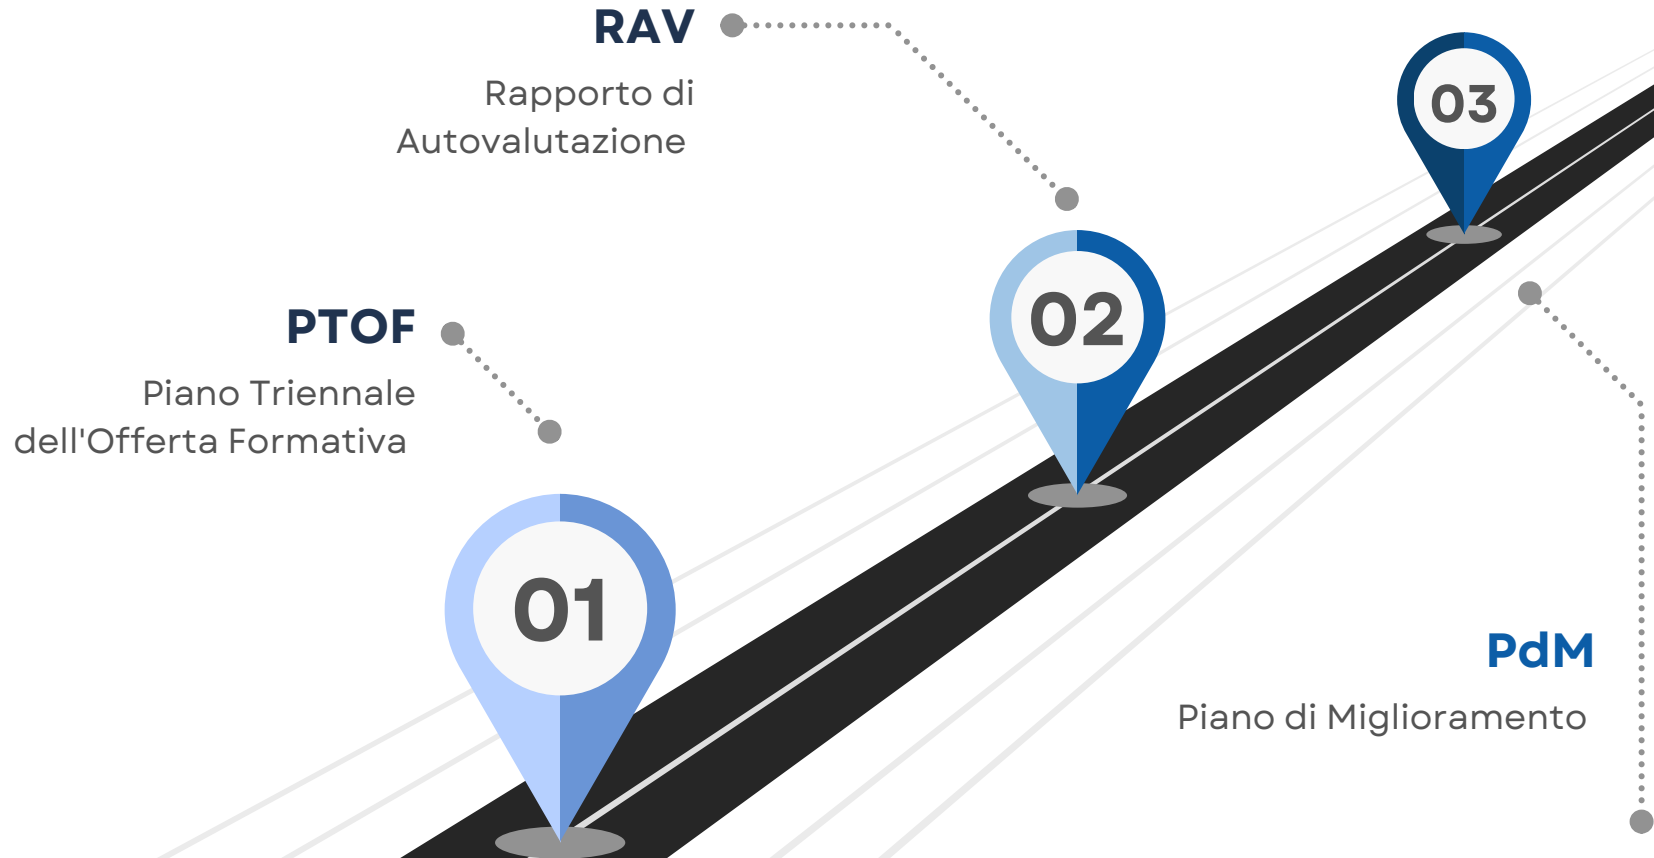 RAV
Rapporto di
Autovalutazione
03
02
PTOF
Piano Triennale
dell'Offerta Formativa
01
PdM
Piano di Miglioramento